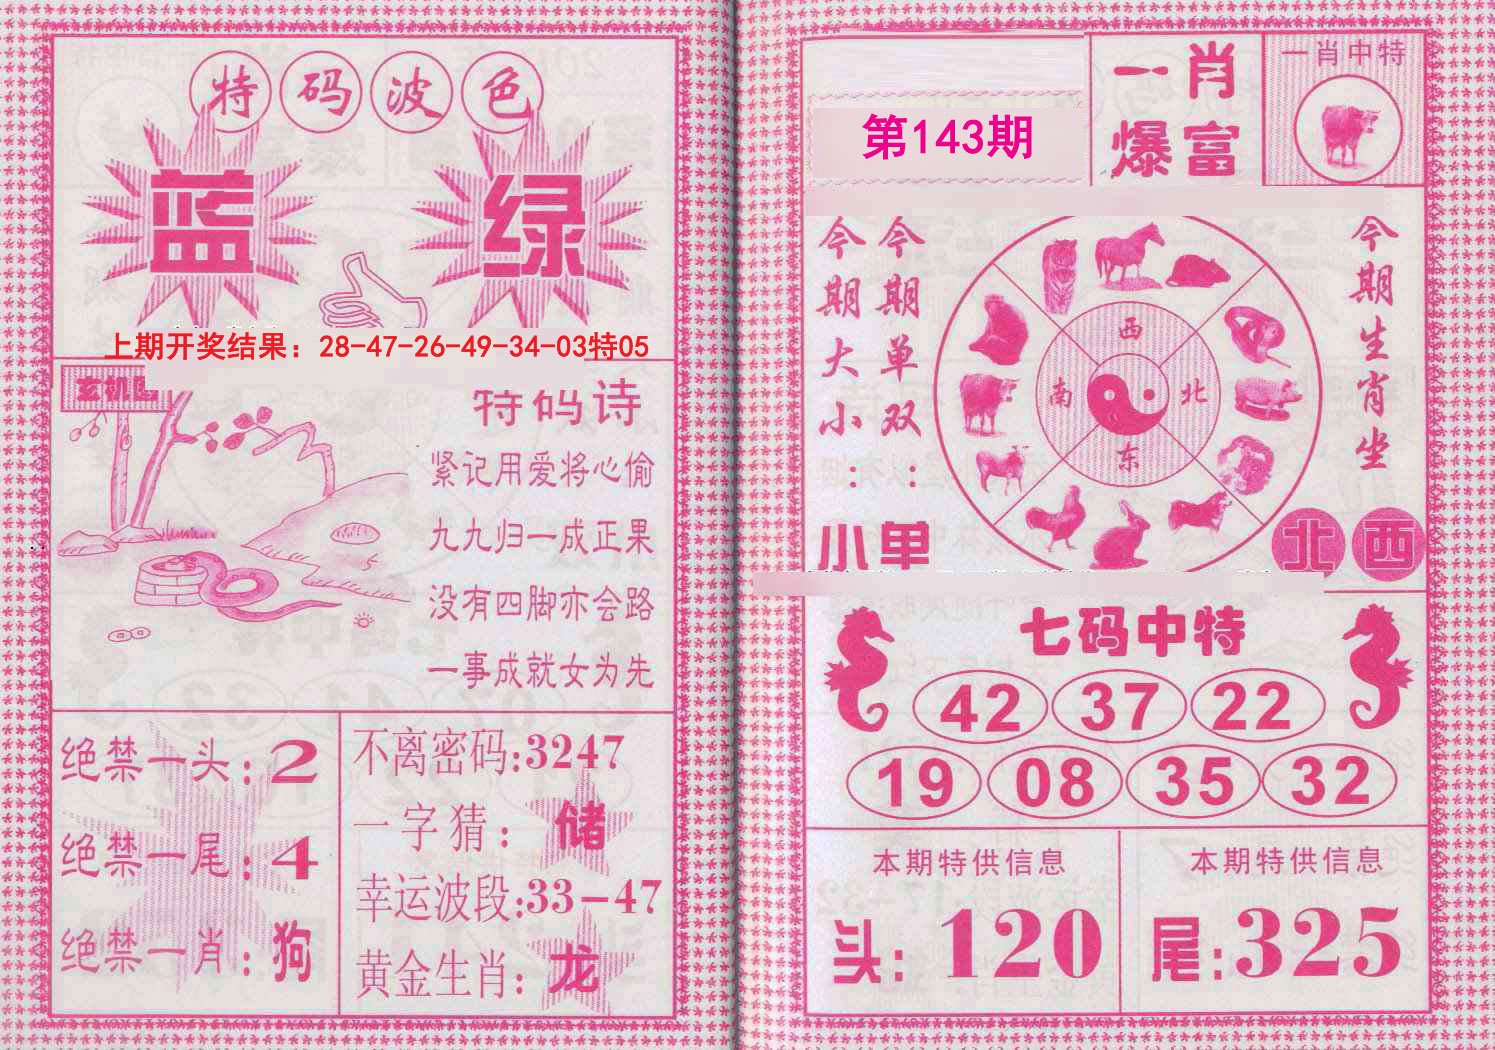 特码波色
蓝 绿
上期开奖结果：28-47-26-49-34-03特05
玄机
特码诗
紧记用爱将心偷
九九归一成正果
没有四脚亦会路
一事成就女为先
绝禁一头：2
绝禁一尾：4
绝禁一肖：狗
不离密码:3247
一字猜：储
幸运波段:33-47
黄金生肖：龙
第143期
一肖
爆富
一肖中特
今期大小：
小
今期单双：
单
西
南
北
东
今期生肖坐
北西
七码中特
42 37 22
19 08 35 32
本期特供信息
头：120
本期特供信息
尾:325